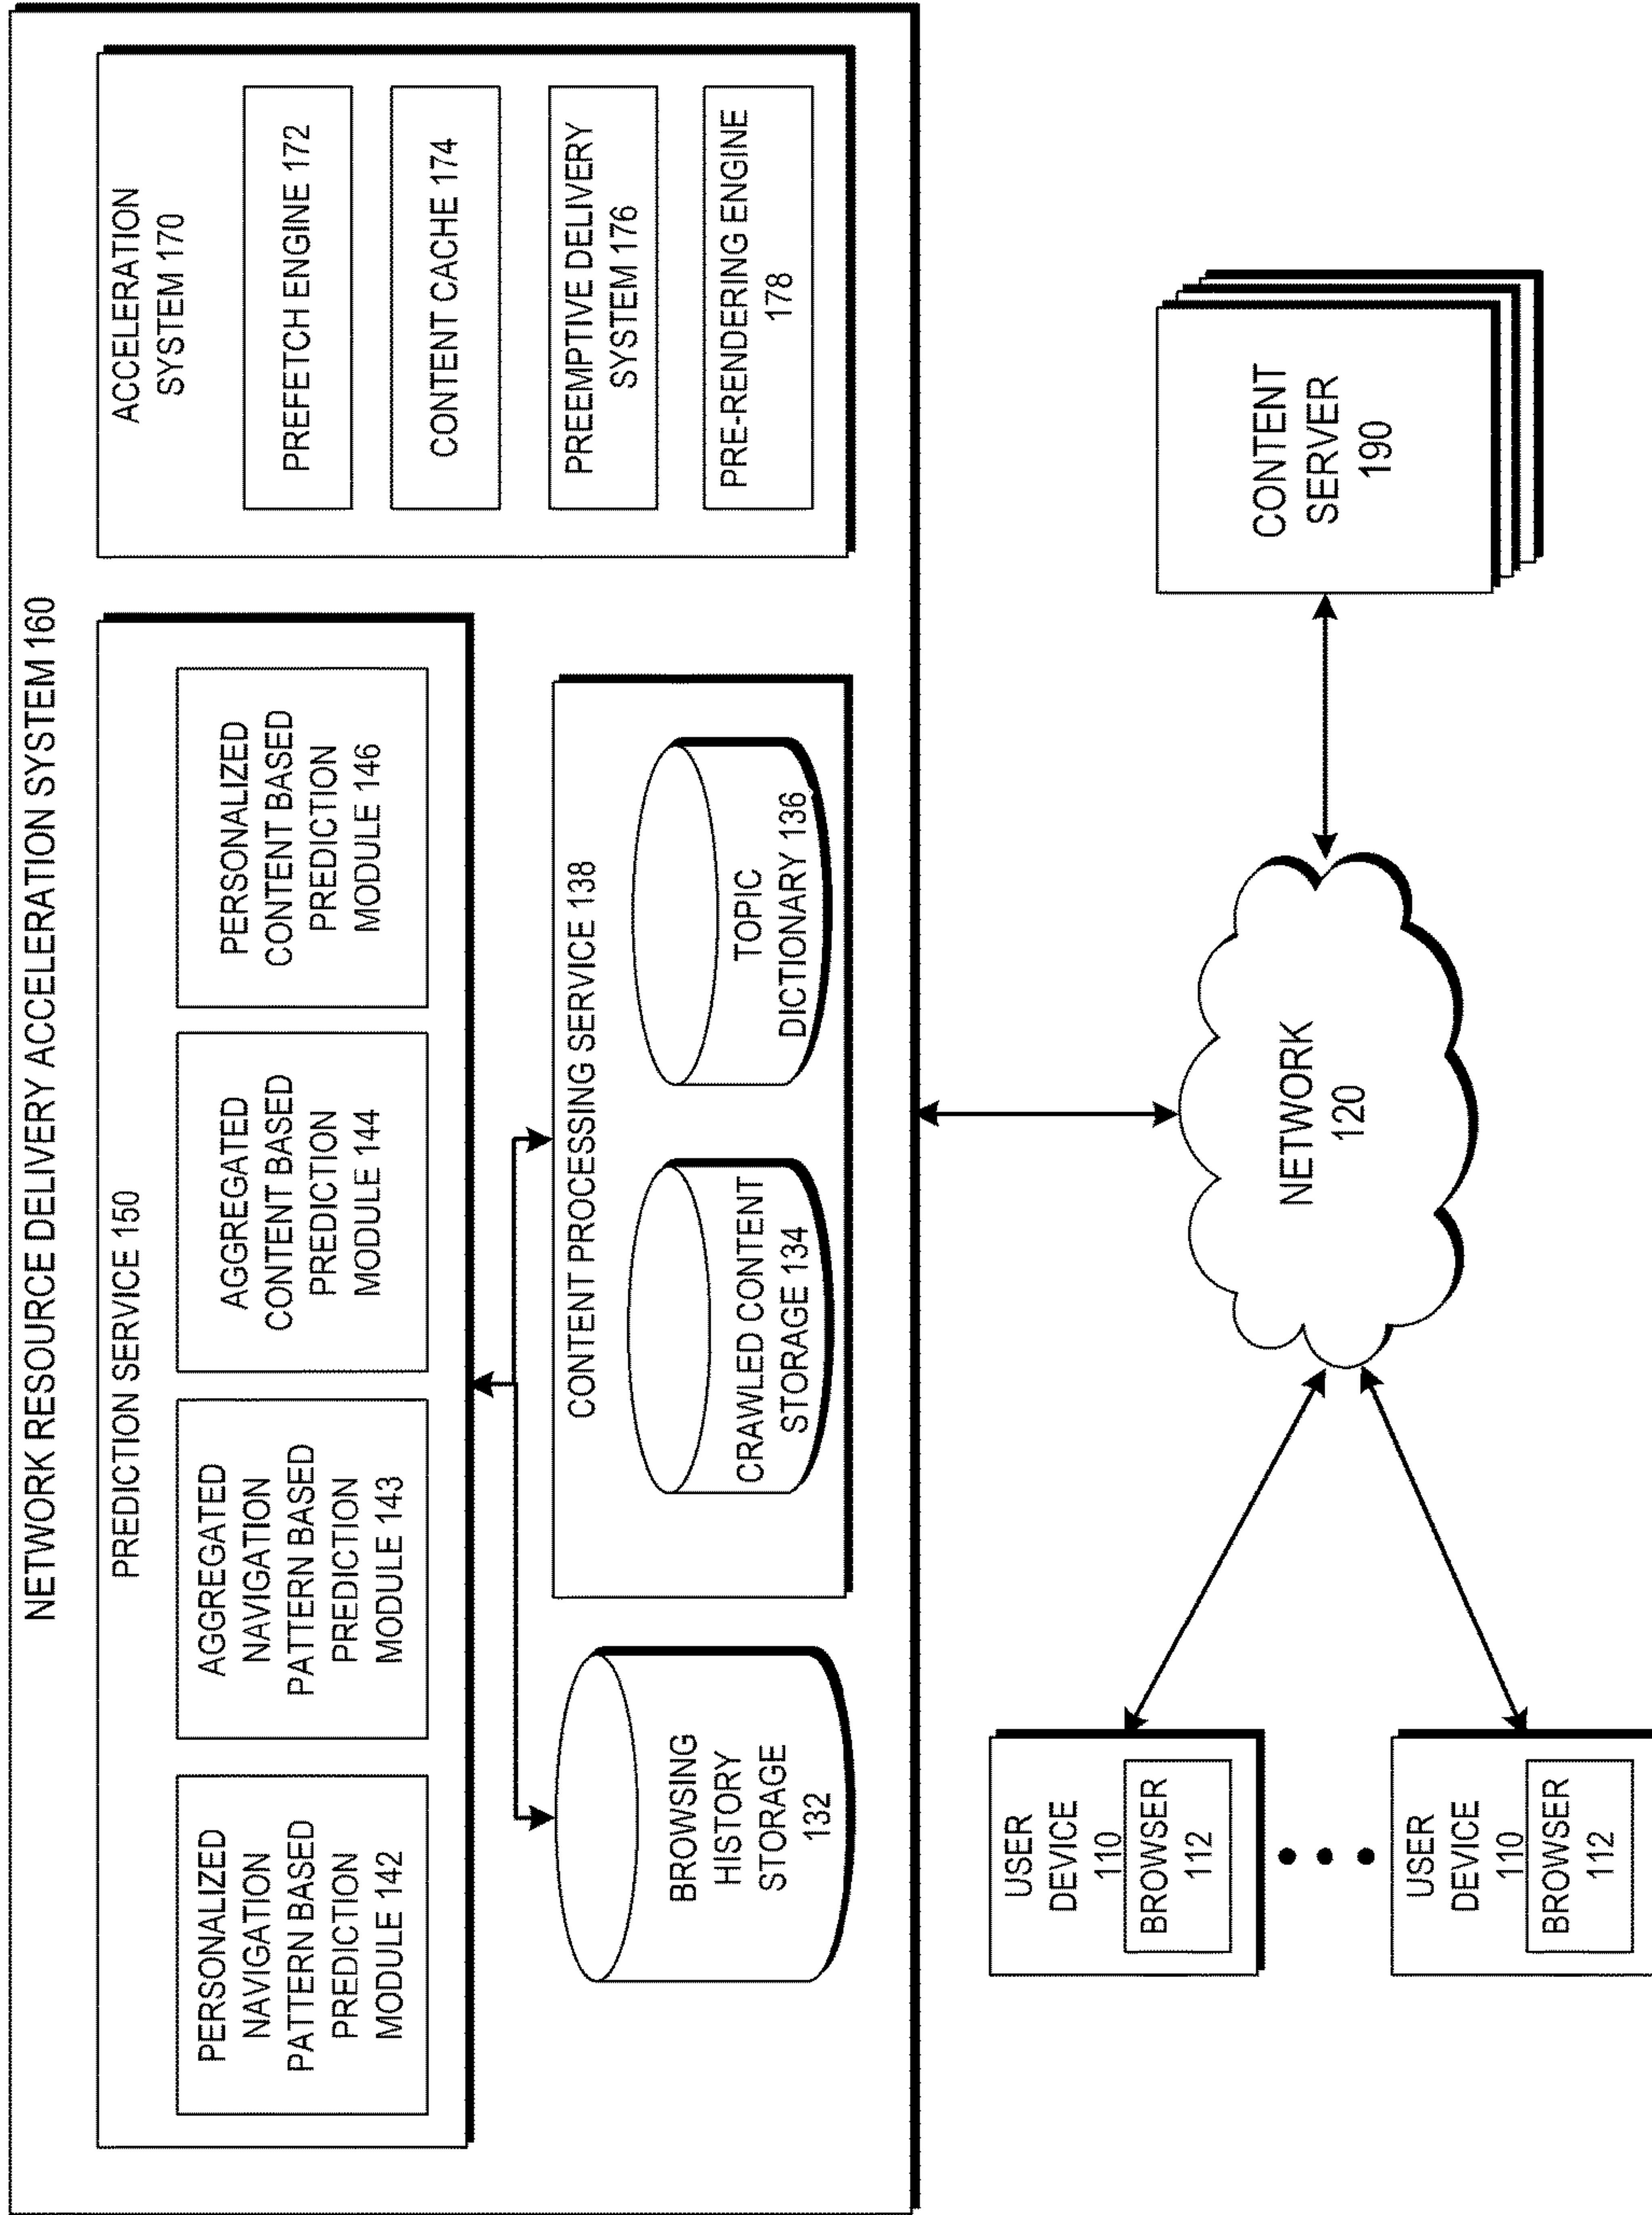 NETWORK RESOURCE DELIVERY ACCELERATION SYSTEM 160
PREDICTION SERVICE 150
PERSONALIZED
NAVIGATION
PATTERN BASED
PREDICTION
MODULE 142
AGGREGATED
NAVIGATION
PATTERN BASED
PREDICTION
MODULE 143
AGGREGATED
CONTENT BASED
PREDICTION
MODULE 144
PERSONALIZED
CONTENT BASED
PREDICTION
MODULE 146
ACCELERATION
SYSTEM 170
PREFETCH ENGINE 172
CONTENT CACHE 174
PREEMPTIVE DELIVERY
SYSTEM 176
PRE-RENDERING ENGINE
178
BROWSING
HISTORY
STORAGE
132
CONTENT PROCESSING SERVICE 138
CRAWLED CONTENT
STORAGE 134
TOPIC
DICTIONARY 136
USER
DEVICE
110
BROWSER
112
USER
DEVICE
110
BROWSER
112
NETWORK
120
CONTENT
SERVER
190